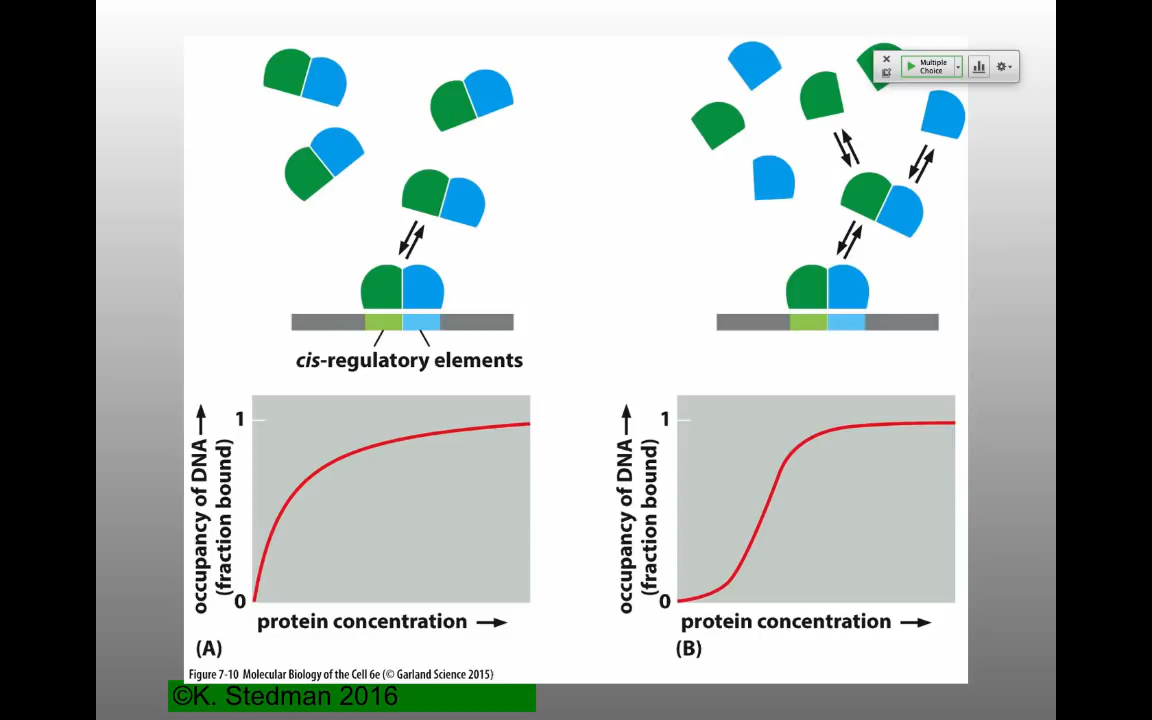 Multiple
Choice
cis-regulatory elements
1
occupancy of DNA
(fraction bound)
0
protein concentration
(A)
1
occupancy of DNA
(fraction bound)
0
protein concentration
(B)
Figure 7-10 Molecular Biology of the Cell 6e (© Garland Science 2015)
©K. Stedman 2016